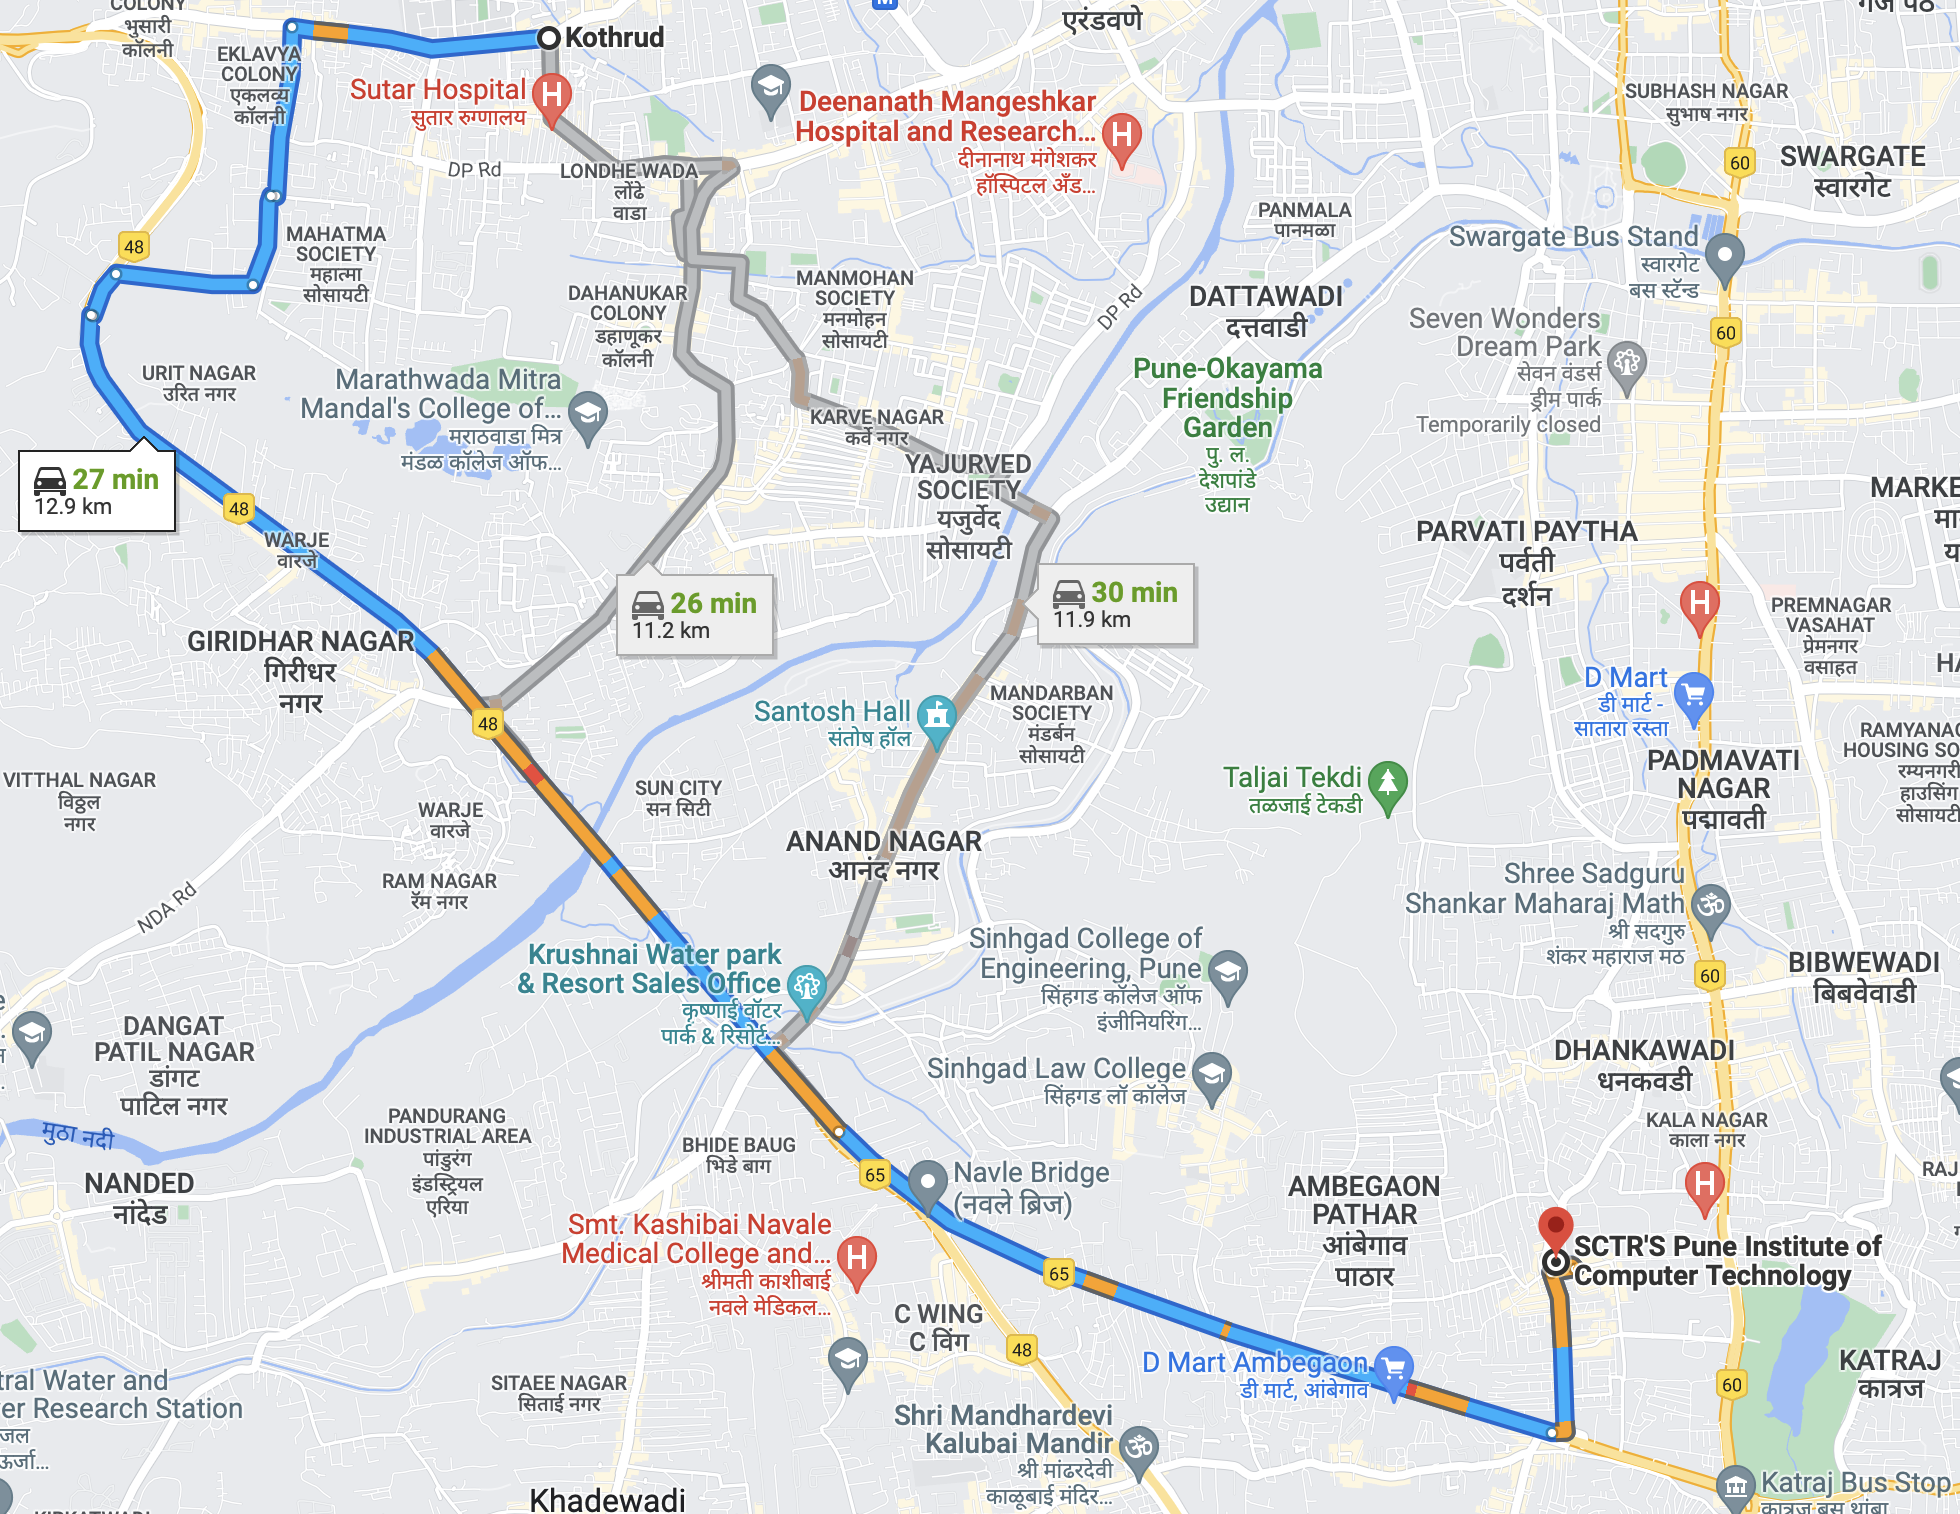 COLONY
भुसारी
कॉलनी
एरंडवणे
Kothrud
EKLAVYA
COLONY
एकलव्य
कॉलनी
Sutar Hospital
सुतार रुग्णालय
Deenanath Mangeshkar
Hospital and Research...
दीनानाथ मंगेशकर
हॉस्पिटल अँड...
SUBHASH NAGAR
सुभाष नगर
60
SWARGATE
स्वारगेट
DP Rd
LONDHE WADA
लोंढे
वाडा
PANMALA
पानमळा
48
MAHATMA
SOCIETY
महात्मा
सोसायटी
Swargate Bus Stand
स्वारगेट
बस स्टॅन्ड
DAHANUKAR
COLONY
डहाणूकर
कॉलनी
MANMOHAN
SOCIETY
मनमोहन
सोसायटी
DP Rd
DATTAWADI
दत्तवाडी
Seven Wonders
Dream Park
सेवन वंडर्स
ड्रीम पार्क
Temporarily closed
60
URIT NAGAR
उरित नगर
Marathwada Mitra
Mandal's College of...
मराठवाडा मित्र
मंडळ कॉलेज ऑफ...
Pune-Okayama
Friendship
Garden
पु. ल.
देशपांडे
उद्यान
KARVE NAGAR
कर्वे नगर
27 min
12.9 km
48
WARJE
वारजे
YAJURVED
SOCIETY
यजुर्वेद
सोसायटी
MARKE
PARVATI PAYTHA
पर्वती
दर्शन
26 min
11.2 km
30 min
11.9 km
PREMNAGAR
VASAHAT
प्रेमनगर
वसाहत
GIRIDHAR NAGAR
गिरीधर
नगर
48
D Mart
डी मार्ट -
सातारा रस्ता
Santosh Hall
संतोष हॉल
MANDARBAN
SOCIETY
मंडर्बन
सोसायटी
RAMYANAG
HOUSING SO
रम्यनगरी
हाउसिंग
सोसायटी
VITTHAL NAGAR
विठ्ठल
नगर
WARJE
वारजे
SUN CITY
सन सिटी
Taljai Tekdi
तळजाई टेकडी
PADMAVATI
NAGAR
पद्मावती
ANAND NAGAR
आनंद नगर
RAM NAGAR
रॅम नगर
NDA Rd
Shree Sadguru
Shankar Maharaj Math
श्री सदगुरु
शंकर महाराज मठ
60
BIBWEWADI
बिबवेवाडी
Krushnai Water park
& Resort Sales Office
कृष्णाई वॉटर
पार्क & रिसोर्ट...
Sinhgad College of
Engineering, Pune
सिंहगड कॉलेज ऑफ
इंजीनियरिंग...
DANGAT
PATIL NAGAR
डांगट
पाटिल नगर
Sinhgad Law College
सिंहगड लॉ कॉलेज
DHANKAWADI
धनकवडी
मुठा नदी
PANDURANG
INDUSTRIAL AREA
पांडुरंग
इंडस्ट्रियल
एरिया
BHIDE BAUG
भिडे बाग
KALA NAGAR
काला नगर
NANDED
नांदेड
65
Navle Bridge
(नवले ब्रिज)
AMBEGAON
PATHAR
आंबेगाव
पाठार
RAJ
Smt. Kashibai Navale
Medical College and...
श्रीमती काशीबाई
नवले मेडिकल...
65
SCTR'S Pune Institute of
Computer Technology
C WING
C विंग
48
D Mart Ambegaon
डी मार्ट, आंबेगाव
60
KATRAJ
कात्रज
tral Water and
er Research Station
जल
ऊर्जा...
SITAEE NAGAR
सिताई नगर
Shri Mandhardevi
Kalubai Mandir
श्री मांढरदेवी
काळूबाई मंदिर...
Khadewadi
Katraj Bus Stop
कात्रज बस थांबा